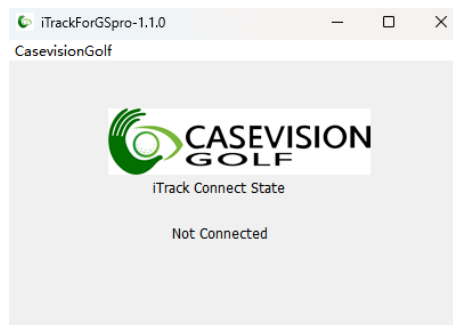 iTrackForGSpro-1.1.0
CasevisionGolf
CASEVISION
GOLF
iTrack Connect State
Not Connected